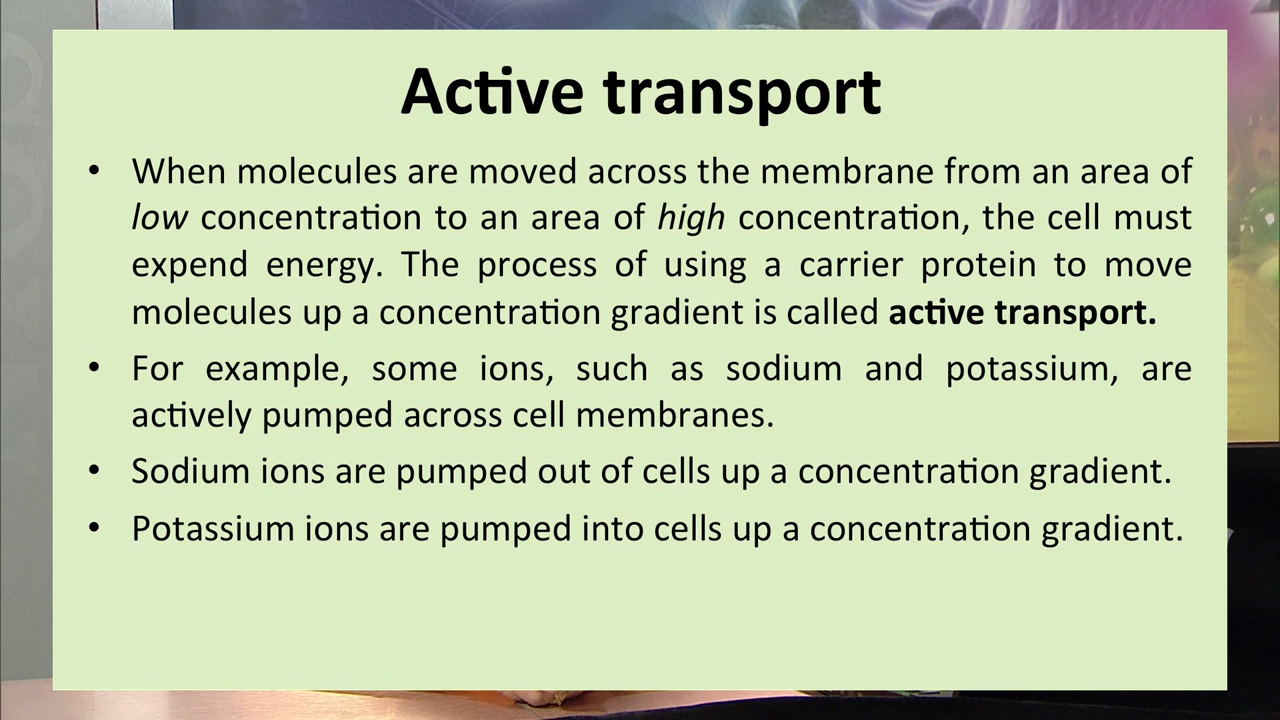 Active transport
• When molecules are moved across the membrane from an area of
low concentration to an area of high concentration, the cell must
expend energy. The process of using a carrier protein to move
molecules up a concentration gradient is called active transport.
• For example, some ions, such as sodium and potassium, are
actively pumped across cell membranes.
• Sodium ions are pumped out of cells up a concentration gradient.
• Potassium ions are pumped into cells up a concentration gradient.